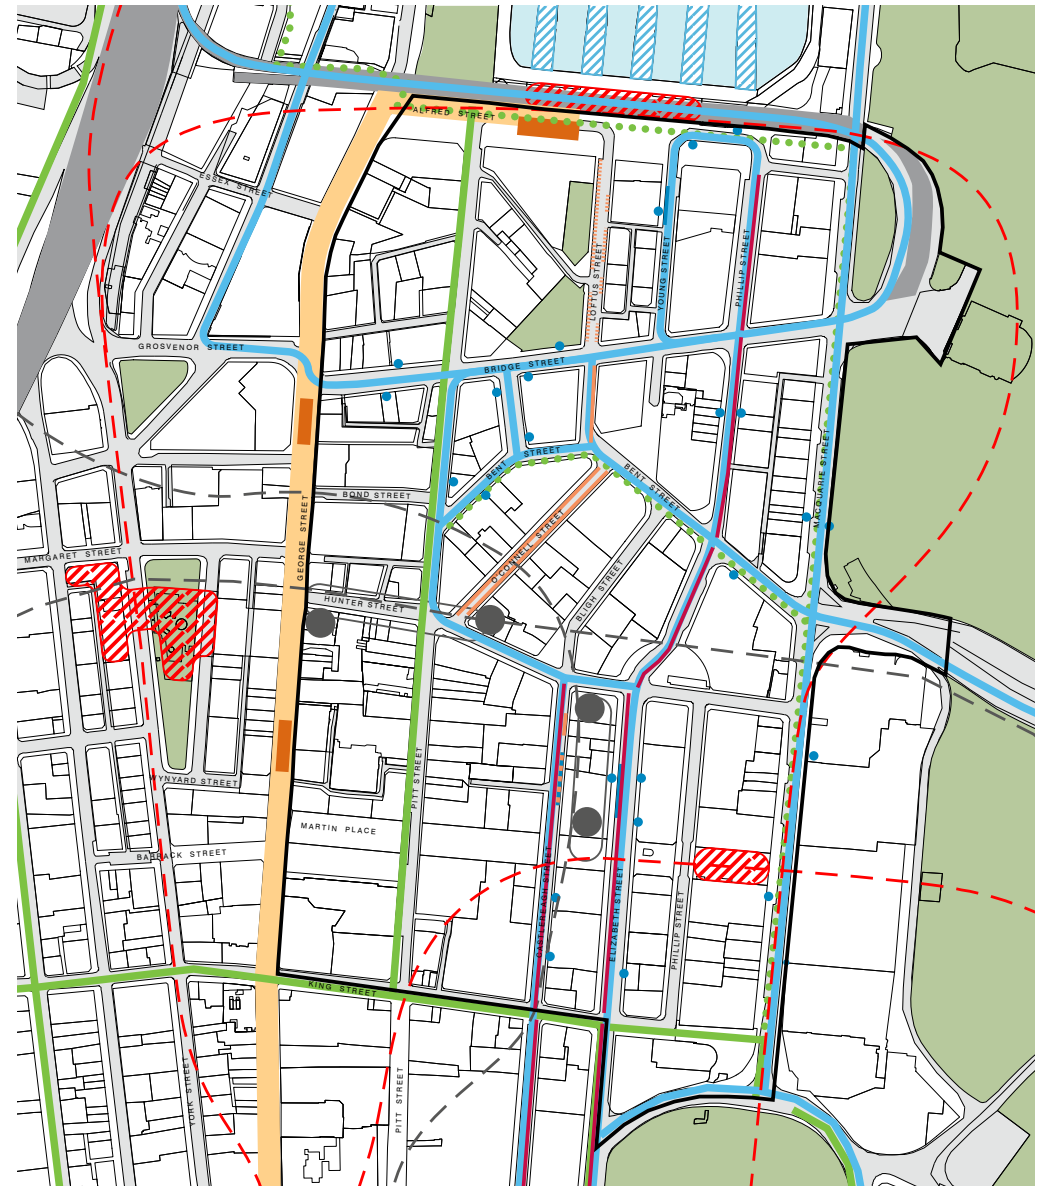 ALFRED STREET
ESSEX STREET
LOFTUS STREET
YOUNG STREET
PHILLIP STREET
GROSVENOR STREET
BRIDGE STREET
BENT STREET
BENT STREET
MACQUARIE STREET
BOND STREET
GEORGE STREET
O'CONNELL STREET
MARGARET STREET
BLIGH STREET
HUNTER STREET
PITT STREET
WYNYARD STREET
MARTIN PLACE
BARRACK STREET
CASTLEREAGH STREET
ELIZABETH STREET
PHILLIP STREET
KING STREET
YORK STREET
PITT STREET